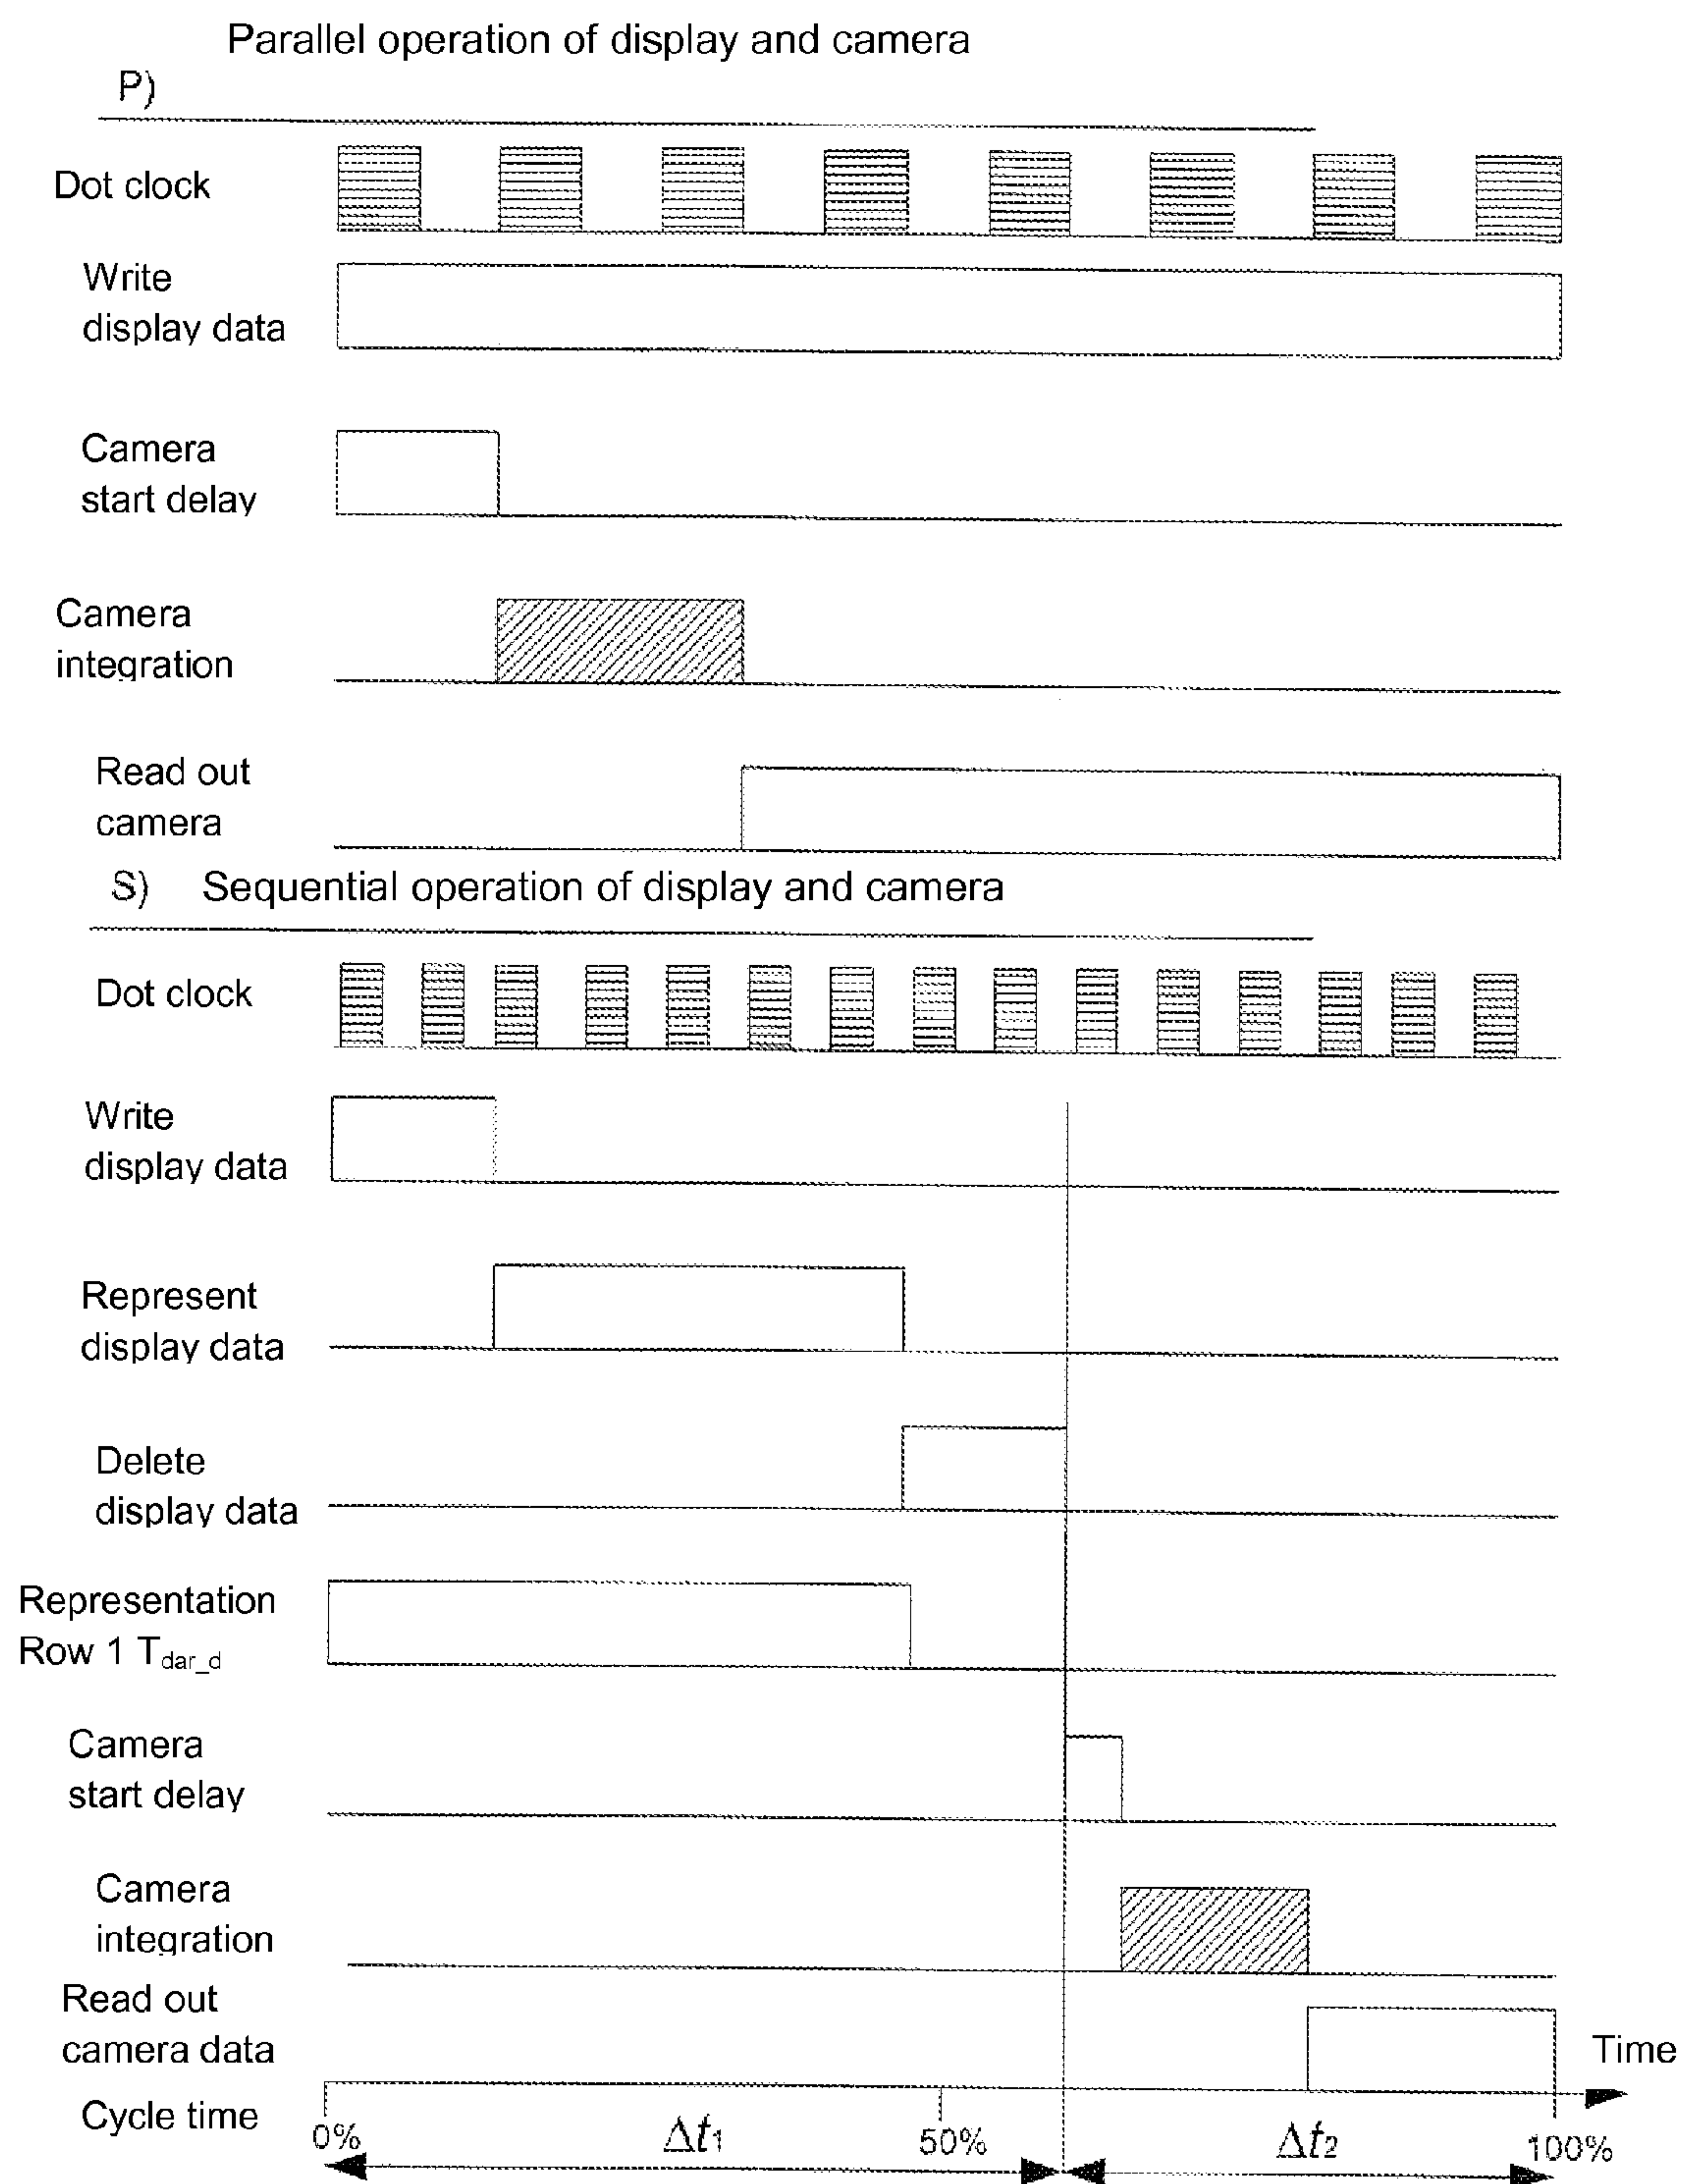 Parallel operation of display and camera
P)
Dot clock
Write
display data
Camera
start delay
Camera
integration
Read out
camera
S) Sequential operation of display and camera
Dot clock
Write
display data
Represent
display data
Delete
display data
Representation
Row 1 Tdar_d
Camera
start delay
Camera
integration
Read out
camera data
Time
Cycle time
0% Δt1 50% Δt2 100%